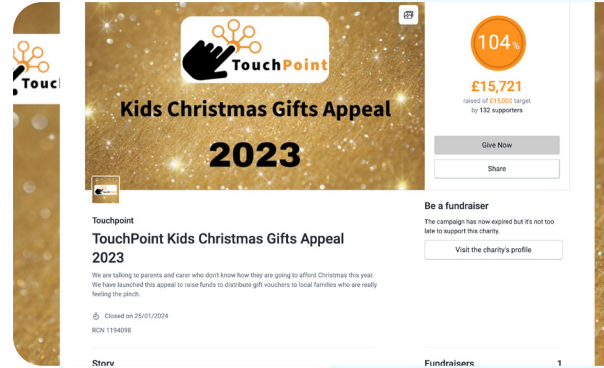 Touc
TouchPoint
Kids Christmas Gifts Appeal
2023
104%
£15,721
raised of £15,000 target
by 132 supporters
Give Now
Share
Touchpoint
TouchPoint Kids Christmas Gifts Appeal
2023
We are talking to parents and carer who don't know how they are going to afford Christmas this year.
We have launched this appeal to raise funds to distribute gift vouchers to local families who are really
feeling the pinch.
Closed on 25/01/2024
RCN 1194098
Story
Be a fundraiser
The campaign has now expired but it's not too
late to support this charity.
Visit the charity's profile
Fundraisers 1